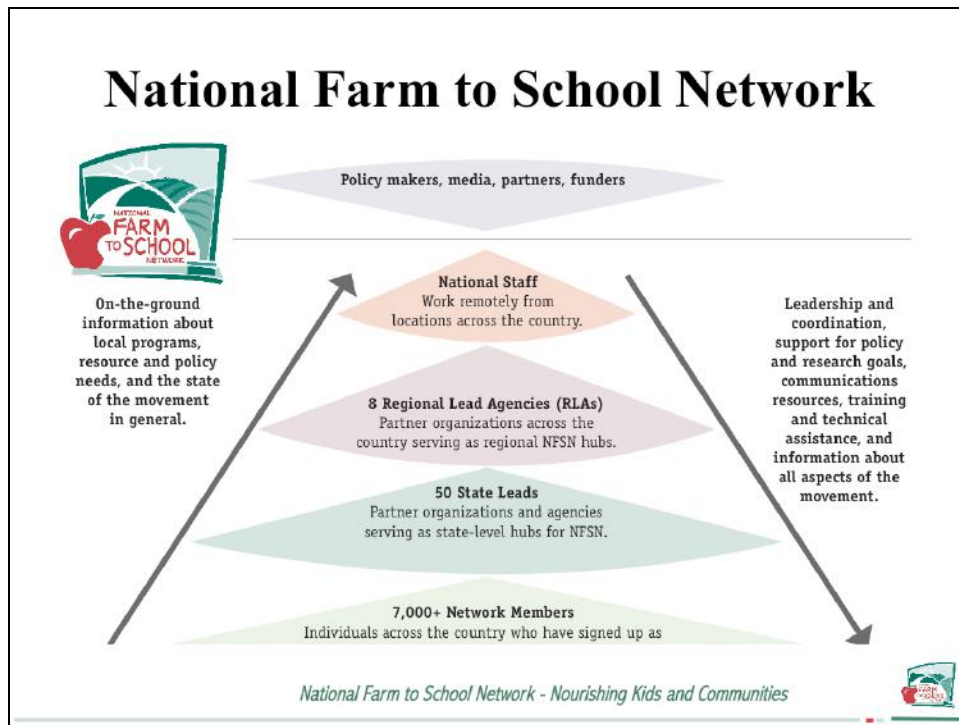 National Farm to School Network
NATIONAL
FARM
TO SCHOOL
NETWORK
Policy makers, media, partners, funders
On-the-ground
information about
local programs,
resource and policy
needs, and the state
of the movement
in general.
National Staff
Work remotely from
locations across the country.
8 Regional Lead Agencies (RLAs)
Partner organizations across the
country serving as regional NFSN hubs.
50 State Leads
Partner organizations and agencies
serving as state-level hubs for NFSN.
7,000+ Network Members
Individuals across the country who have signed up as
Leadership and
coordination,
support for policy
and research goals,
communications
resources, training
and technical
assistance, and
information about
all aspects of the
movement.
National Farm to School Network - Nourishing Kids and Communities
FARM
TO SCHOOL